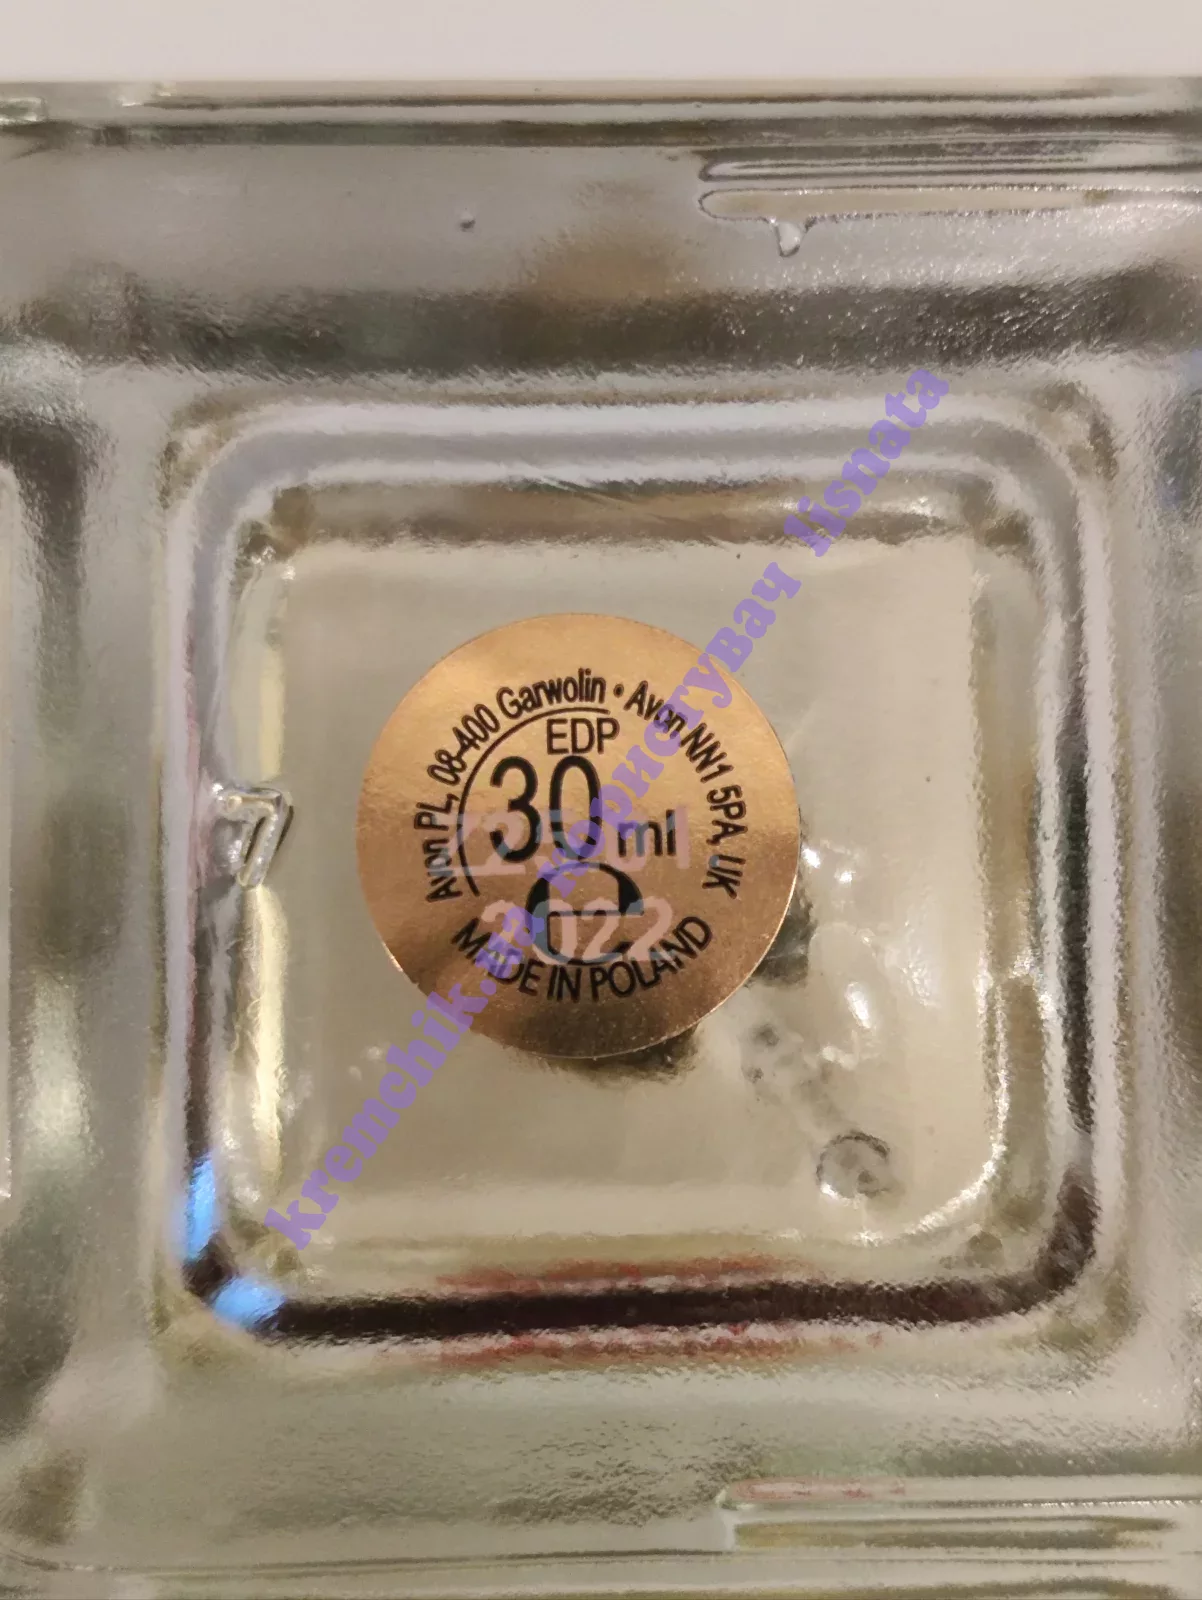 Avon PL, 08-400 Garwolin • Avon NN1 5PA, UK
EDP
30 ml
e
MADE IN POLAND
2022
kremchik.ua користувач lisnata